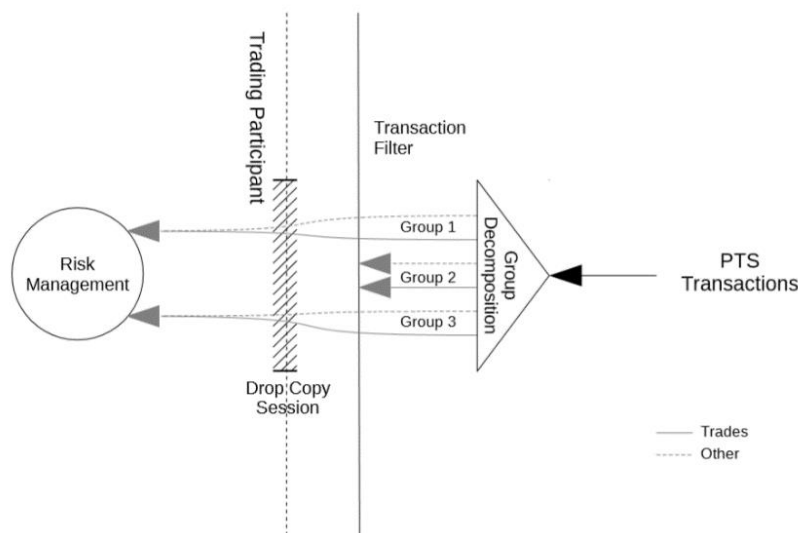 Trading Participant
Transaction
Filter
Group 1
Group 2
Group 3
Group
Decomposition
PTS
Transactions
Risk
Management
Drop Copy
Session
Trades
Other